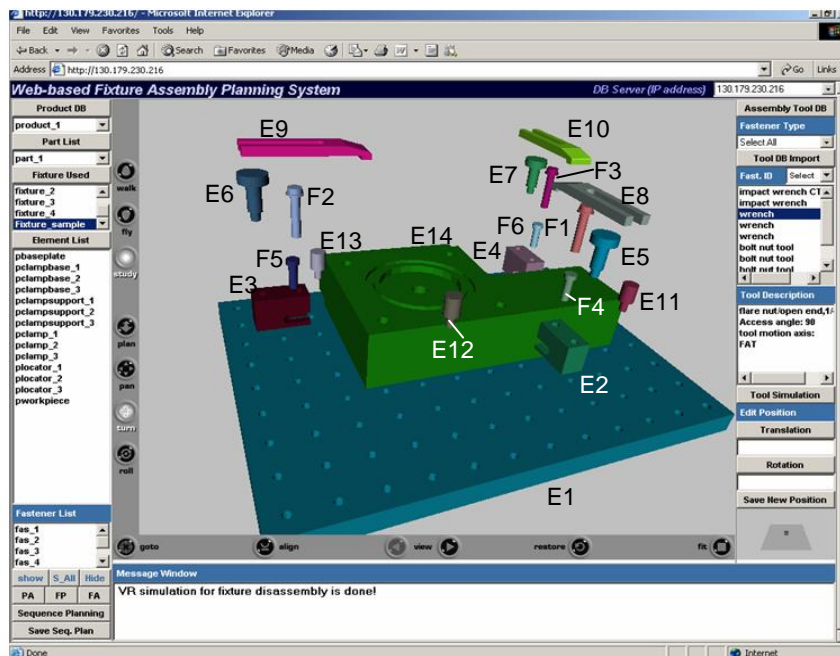 http://130.179.230.216/ - Microsoft Internet Explorer
File Edit View Favorites Tools Help
Back Search Favorites Media
Address http://130.179.230.216 Go Links
Web-based Fixture Assembly Planning System DB Server (IP address) 130.179.230.216
Product DB
product_1
Part List
part_1
Fixture Used
fixture_2
fixture_3
fixture_4
Fixture_sample
Element List
pbaseplate
pclampbase_1
pclampbase_2
pclampbase_3
pclampsupport_1
pclampsupport_2
pclampsupport_3
pclamp_1
pclamp_2
pclamp_3
plocator_1
plocator_2
plocator_3
pworkpiece
Fastener List
fas_1
fas_2
fas_3
fas_4
show S_All Hide
PA FP FA
Sequence Planning
Save Seq. Plan
walk
fly
study
plan
pan
turn
roll
E9
E10
E7
F3
E6
F2
E8
F6
F1
E13
E14
E4
E5
F5
E3
F4
E11
E12
E2
E1
goto align view restore fit
Message Window
VR simulation for fixture disassembly is done!
Assembly Tool DB
Fastener Type
Select All
Tool DB Import
Fast. ID Select
impact wrench CT
impact wrench
wrench
wrench
wrench
bolt nut tool
bolt nut tool
bolt nut tool
Tool Description
flare nut/open end,1/
Access angle: 90
tool motion axis:
FAT
Tool Simulation
Edit Position
Translation
Rotation
Save New Position
Done Internet